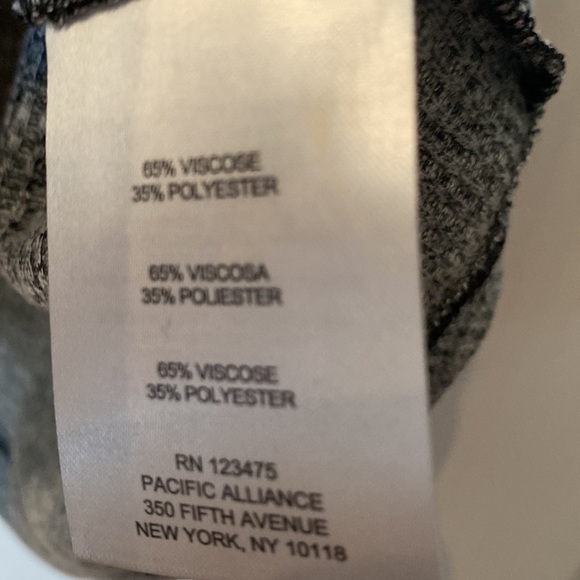 65% VISCOSE
35% POLYESTER
65% VISCOSA
35% POLIESTER
65% VISCOSE
35% POLYESTER
RN 123475
PACIFIC ALLIANCE
350 FIFTH AVENUE
NEW YORK, NY 10118